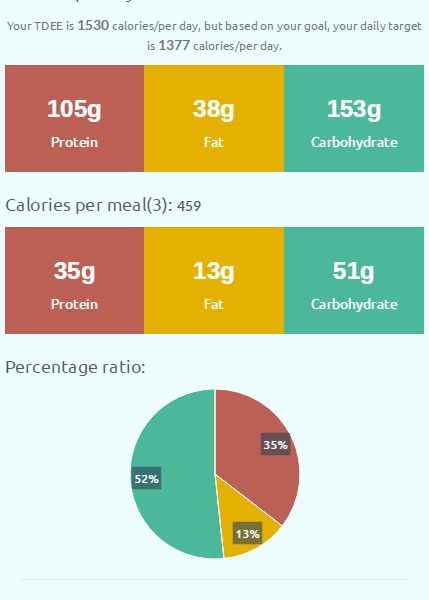 Your TDEE is 1530 calories/per day, but based on your goal, your daily target
is 1377 calories/per day.
105g
38g
153g
Protein
Fat
Carbohydrate
Calories per meal(3): 459
35g
13g
51g
Protein
Fat
Carbohydrate
Percentage ratio:
35%
52%
13%